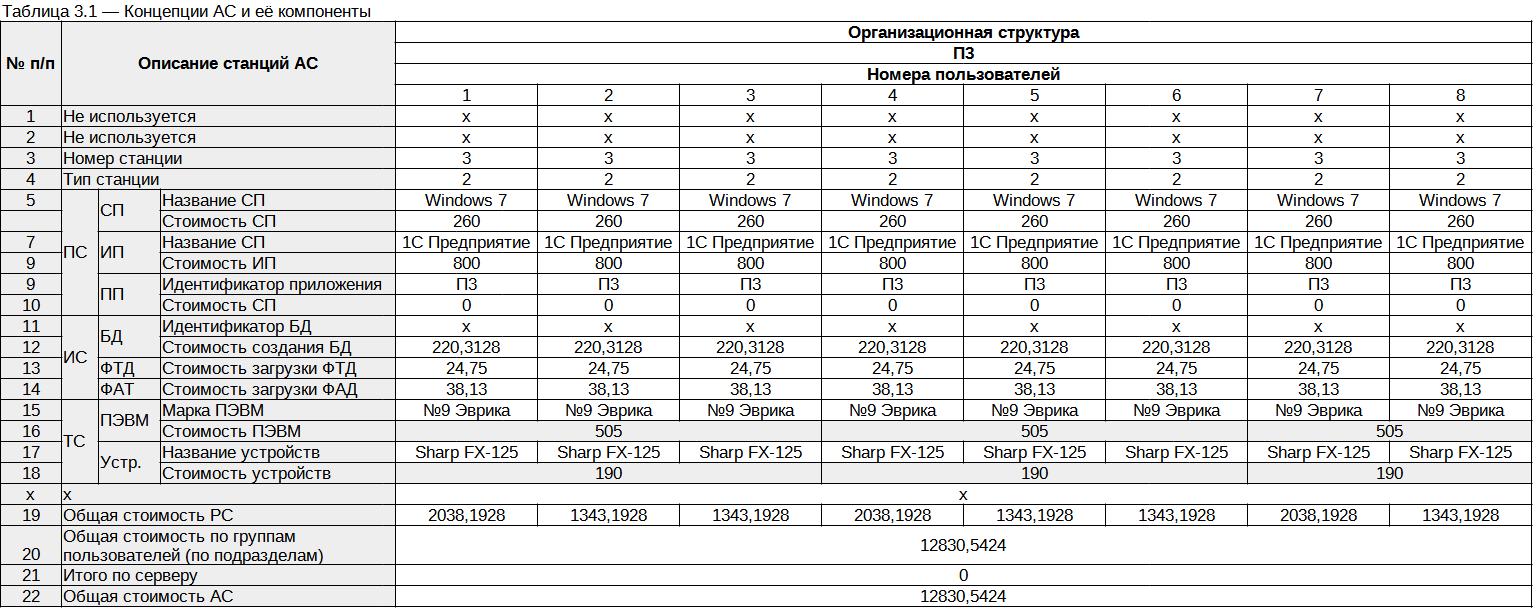 Таблица 3.1 — Концепции АС и её компоненты
№ п/п Описание станций АС Организационная структура
П3
Номера пользователей
1 2 3 4 5 6 7 8
1 Не используется x x x x x x x x
2 Не используется x x x x x x x x
3 Номер станции 3 3 3 3 3 3 3 3
4 Тип станции 2 2 2 2 2 2 2 2
5 ПС СП Название СП Windows 7 Windows 7 Windows 7 Windows 7 Windows 7 Windows 7 Windows 7 Windows 7
Стоимость СП 260 260 260 260 260 260 260 260
7 ИП Название СП 1С Предприятие 1С Предприятие 1С Предприятие 1С Предприятие 1С Предприятие 1С Предприятие 1С Предприятие 1С Предприятие
9 Стоимость ИП 800 800 800 800 800 800 800 800
9 ПП Идентификатор приложения П3 П3 П3 П3 П3 П3 П3 П3
10 Стоимость СП 0 0 0 0 0 0 0 0
11 ИС БД Идентификатор БД x x x x x x x x
12 Стоимость создания БД 220,3128 220,3128 220,3128 220,3128 220,3128 220,3128 220,3128 220,3128
13 ФТД Стоимость загрузки ФТД 24,75 24,75 24,75 24,75 24,75 24,75 24,75 24,75
14 ФАТ Стоимость загрузки ФАД 38,13 38,13 38,13 38,13 38,13 38,13 38,13 38,13
15 ТС ПЭВМ Марка ПЭВМ №9 Эврика №9 Эврика №9 Эврика №9 Эврика №9 Эврика №9 Эврика №9 Эврика №9 Эврика
16 Стоимость ПЭВМ 505 505 505
17 Устр. Название устройств Sharp FX-125 Sharp FX-125 Sharp FX-125 Sharp FX-125 Sharp FX-125 Sharp FX-125 Sharp FX-125 Sharp FX-125
18 Стоимость устройств 190 190 190
x x x
19 Общая стоимость РС 2038,1928 1343,1928 1343,1928 2038,1928 1343,1928 1343,1928 2038,1928 1343,1928
20 Общая стоимость по группам
пользователей (по подразделам) 12830,5424
21 Итого по серверу 0
22 Общая стоимость АС 12830,5424